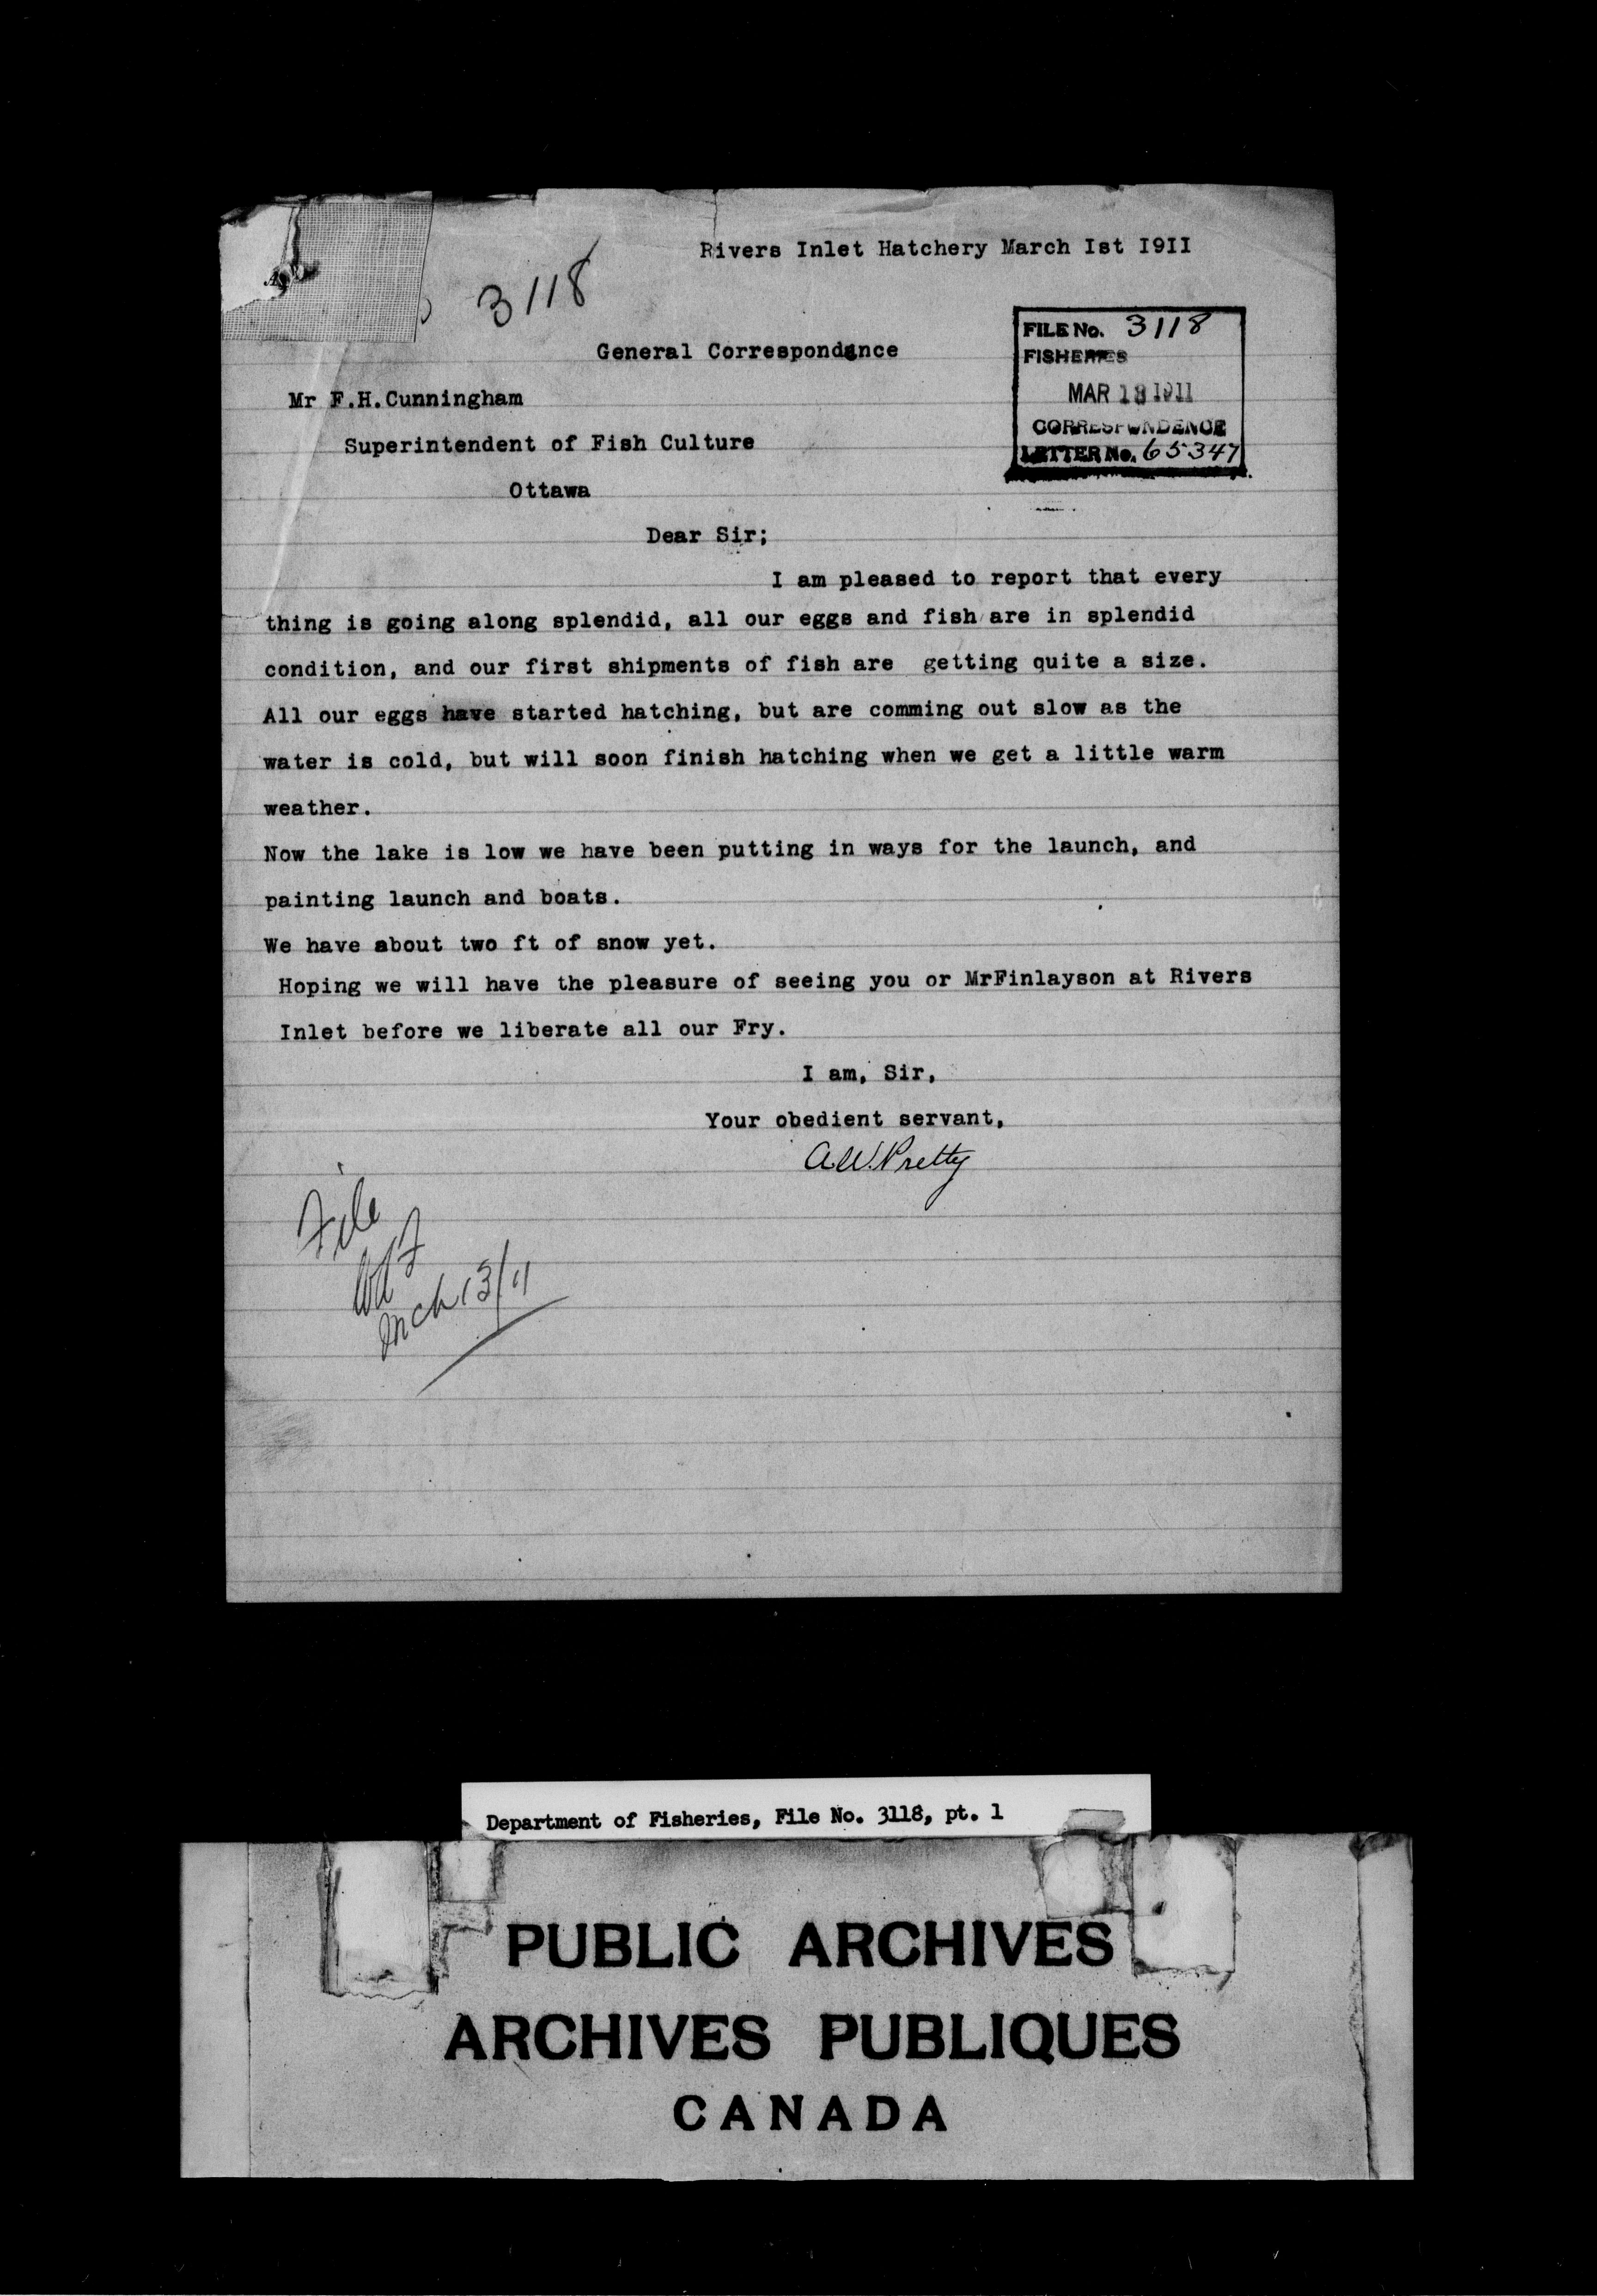 Rivers Inlet Hatchery March Ist I9II
3118
General Correspondance
FILE No. 3118
FISHERIES
MAR 13 1911
CORRESPONDENCE
LETTER No. 65347
Mr F.H.Cunningham
Superintendent of Fish Culture
Ottawa
Dear Sir;
I am pleased to report that every
thing is going along splendid, all our eggs and fish are in splendid
condition, and our first shipments of fish are getting quite a size.
All our eggs have started hatching, but are comming out slow as the
water is cold, but will soon finish hatching when we get a little warm
weather.
Now the lake is low we have been putting in ways for the launch, and
painting launch and boats.
We have about two ft of snow yet.
Hoping we will have the pleasure of seeing you or MrFinlayson at Rivers
Inlet before we liberate all our Fry.
I am, Sir,
Your obedient servant,
A.W.Pretty
File
Mch 13/11
Department of Fisheries, File No. 3118, pt. 1
PUBLIC ARCHIVES
ARCHIVES PUBLIQUES
CANADA